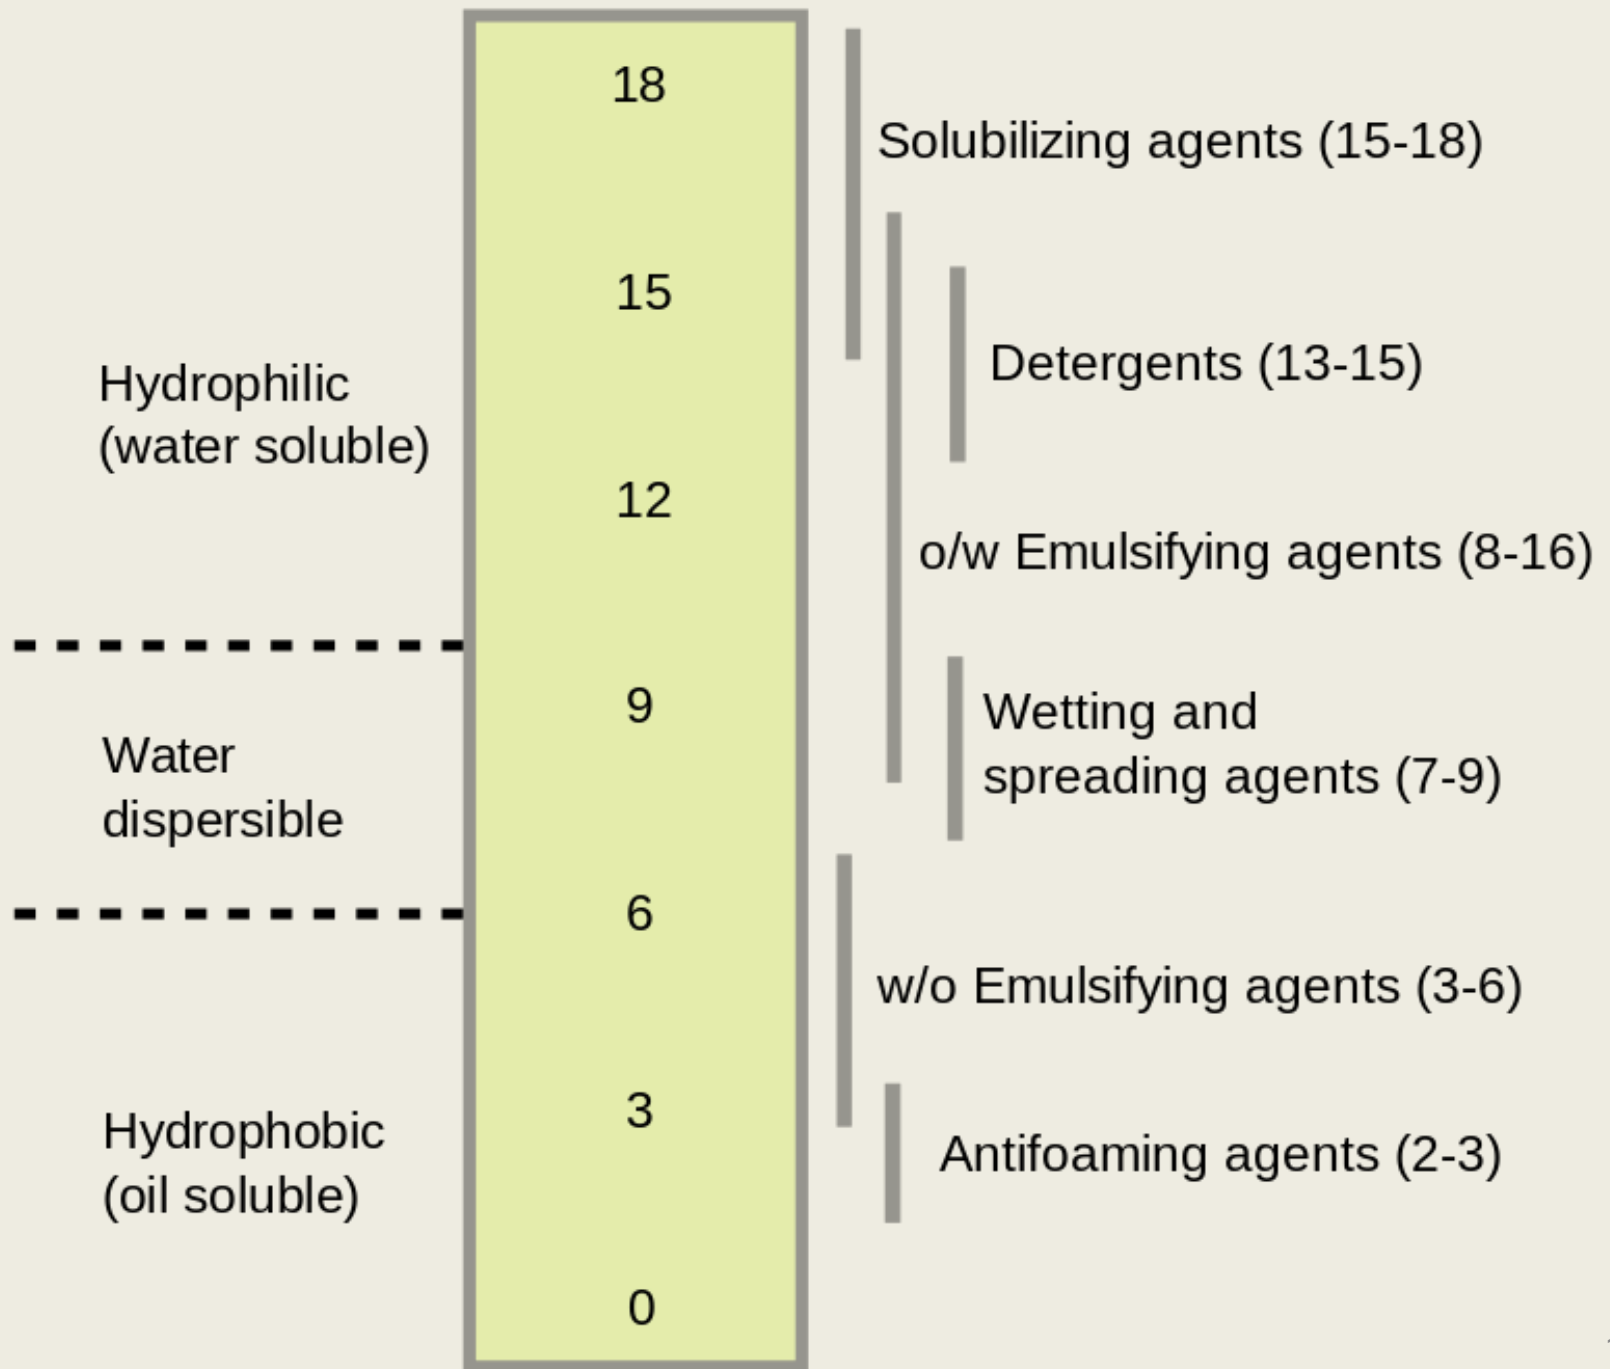 18
Solubilizing agents (15-18)
15
Detergents (13-15)
Hydrophilic
(water soluble)
12
o/w Emulsifying agents (8-16)
9
Wetting and
spreading agents (7-9)
Water
dispersible
6
w/o Emulsifying agents (3-6)
3
Antifoaming agents (2-3)
Hydrophobic
(oil soluble)
0